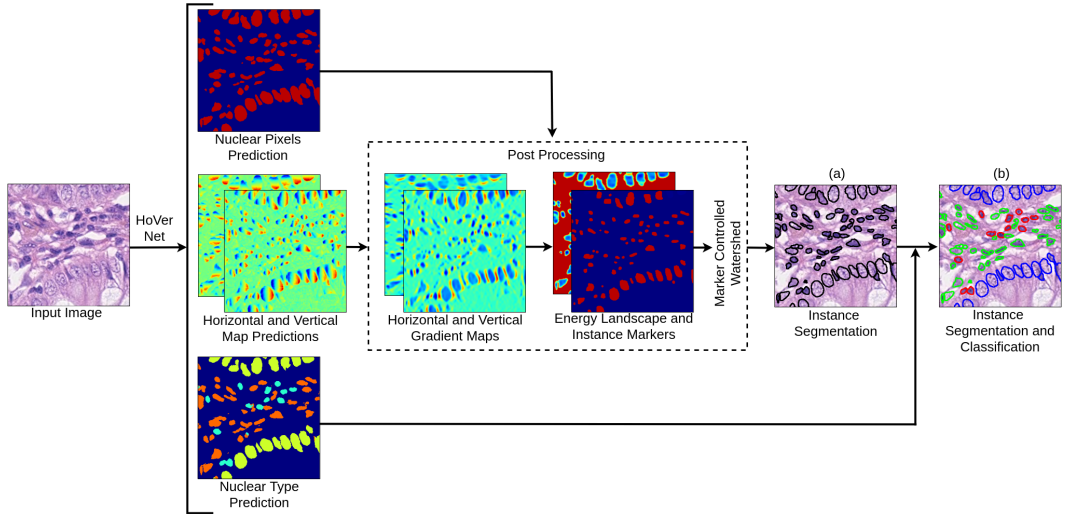 Input Image
HoVer
Net
Nuclear Pixels
Prediction
Horizontal and Vertical
Map Predictions
Nuclear Type
Prediction
Post Processing
Horizontal and Vertical
Gradient Maps
Energy Landscape and
Instance Markers
Marker Controlled
Watershed
(a)
Instance
Segmentation
(b)
Instance
Segmentation and
Classification